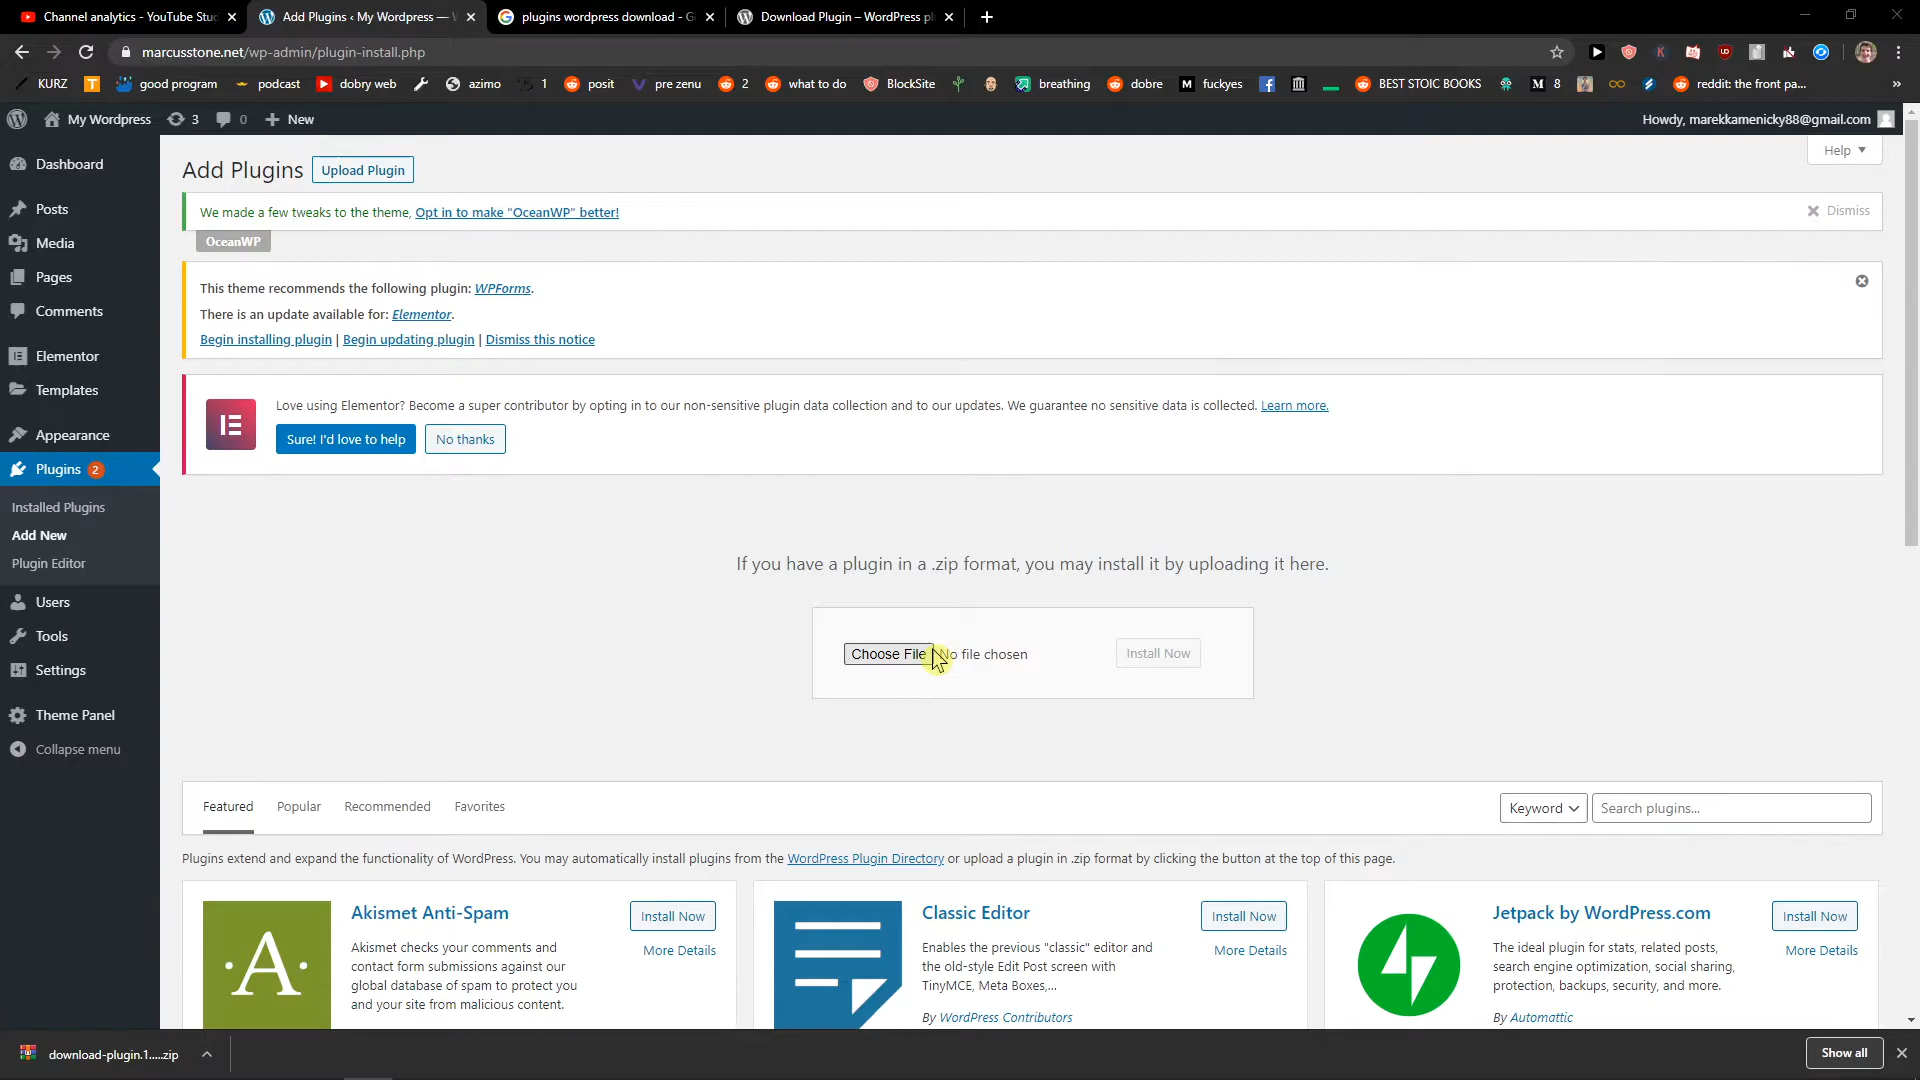 Channel analytics - YouTube Stu
Add Plugins ‹ My Wordpress — W
plugins wordpress download - G
Download Plugin – WordPress pl
marcusstone.net/wp-admin/plugin-install.php
KURZ
good program
podcast
dobry web
azimo
1
posit
pre zenu
2
what to do
BlockSite
breathing
dobre
fuckyes
BEST STOIC BOOKS
8
reddit: the front pa...
»
My Wordpress
3
0
New
Howdy, marekkamenicky88@gmail.com
Dashboard
Posts
Media
Pages
Comments
Elementor
Templates
Appearance
Plugins 2
Installed Plugins
Add New
Plugin Editor
Users
Tools
Settings
Theme Panel
Collapse menu
Help
Add Plugins
Upload Plugin
We made a few tweaks to the theme, Opt in to make "OceanWP" better!
Dismiss
OceanWP
This theme recommends the following plugin: WPForms.
There is an update available for: Elementor.
Begin installing plugin | Begin updating plugin | Dismiss this notice
Love using Elementor? Become a super contributor by opting in to our non-sensitive plugin data collection and to our updates. We guarantee no sensitive data is collected. Learn more.
Sure! I'd love to help
No thanks
If you have a plugin in a .zip format, you may install it by uploading it here.
Choose File
No file chosen
Install Now
Featured
Popular
Recommended
Favorites
Keyword
Search plugins...
Plugins extend and expand the functionality of WordPress. You may automatically install plugins from the WordPress Plugin Directory or upload a plugin in .zip format by clicking the button at the top of this page.
A
Akismet Anti-Spam
Install Now
More Details
Akismet checks your comments and
contact form submissions against our
global database of spam to protect you
and your site from malicious content.
Classic Editor
Install Now
More Details
Enables the previous "classic" editor and
the old-style Edit Post screen with
TinyMCE, Meta Boxes,...
By WordPress Contributors
Jetpack by WordPress.com
Install Now
More Details
The ideal plugin for stats, related posts,
search engine optimization, social sharing,
protection, backups, security, and more.
By Automattic
download-plugin.1.....zip
Show all